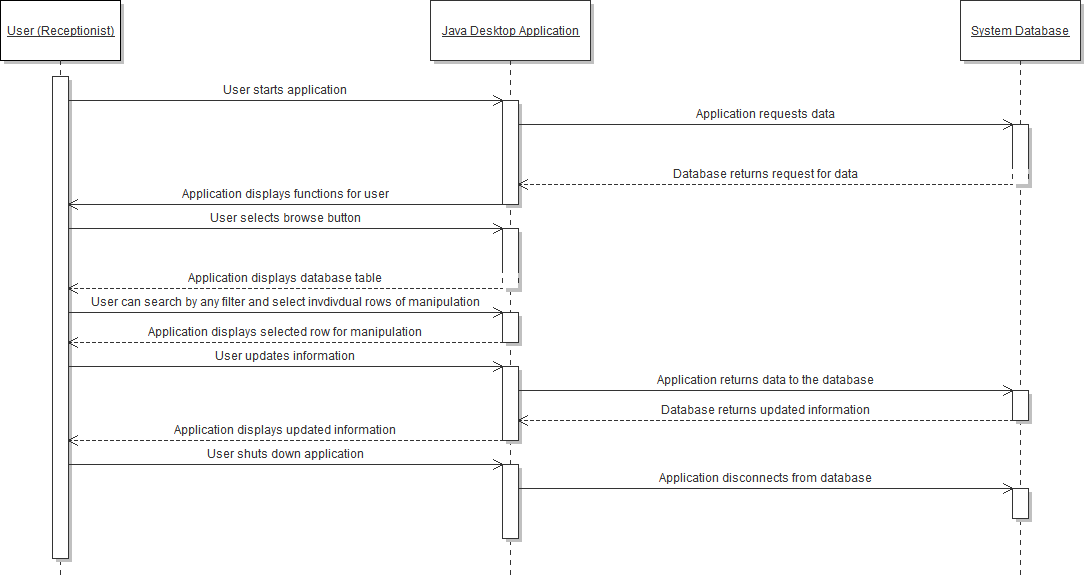 User (Receptionist)
Java Desktop Application
System Database
User starts application
Application requests data
Database returns request for data
Application displays functions for user
User selects browse button
Application displays database table
User can search by any filter and select invdivdual rows of manipulation
Application displays selected row for manipulation
User updates information
Application returns data to the database
Database returns updated information
Application displays updated information
User shuts down application
Application disconnects from database